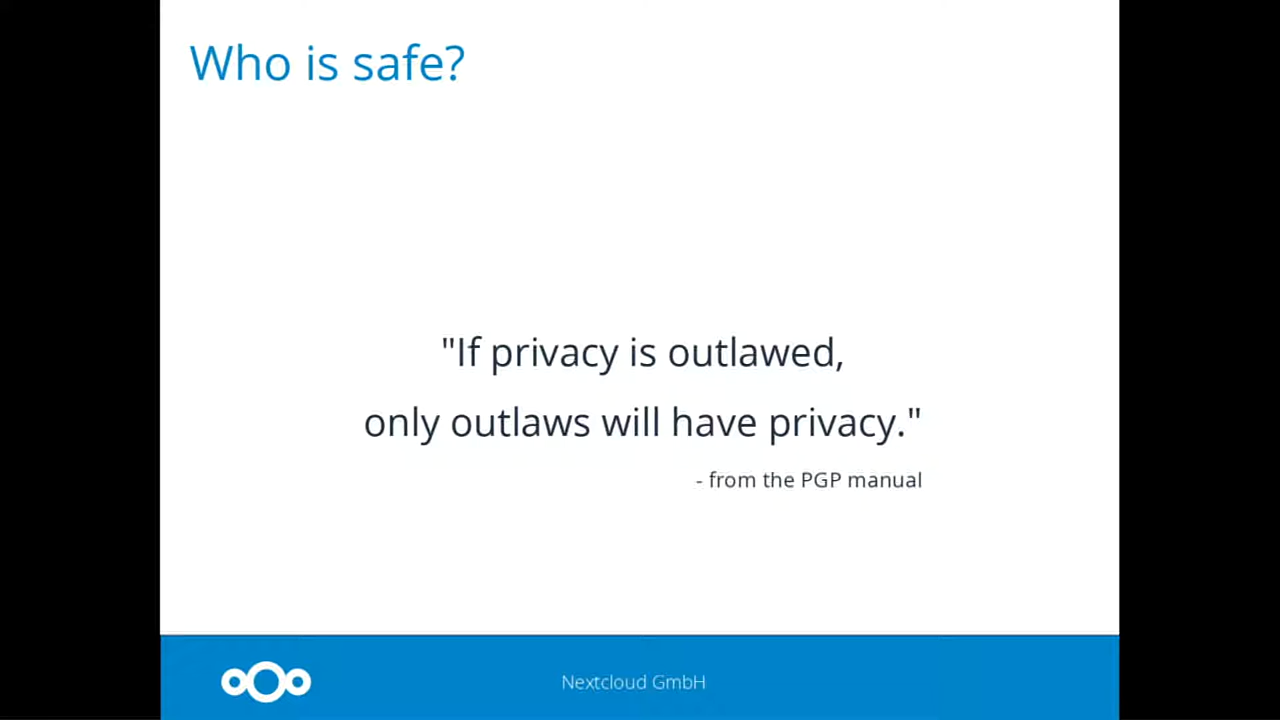 Who is safe?
"If privacy is outlawed,
only outlaws will have privacy."
- from the PGP manual
Nextcloud GmbH